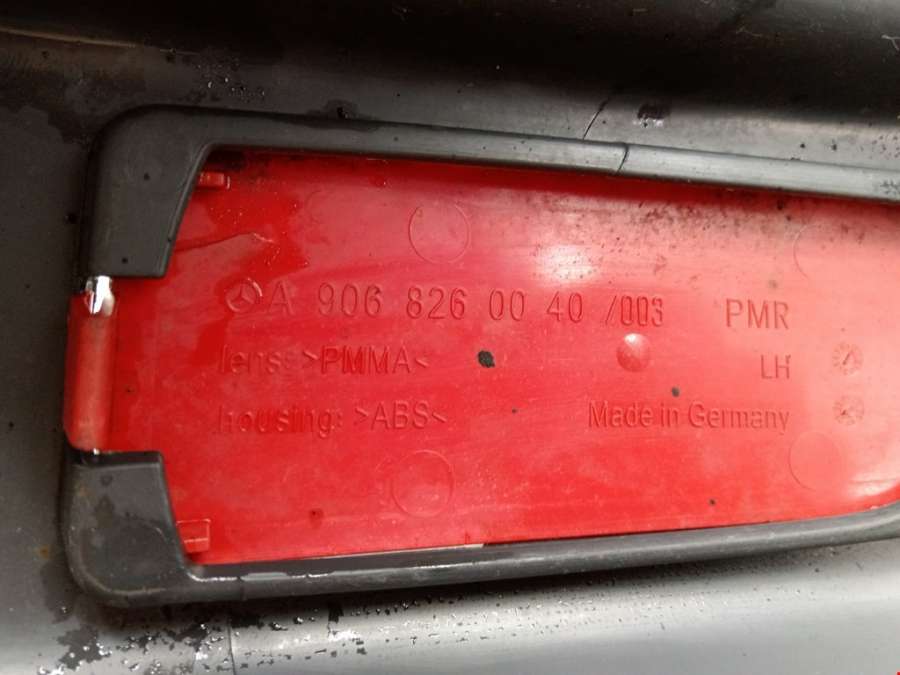 A 906 826 00 40 /003 PMR
lens: >PMMA< LH
housing: >ABS< Made in Germany